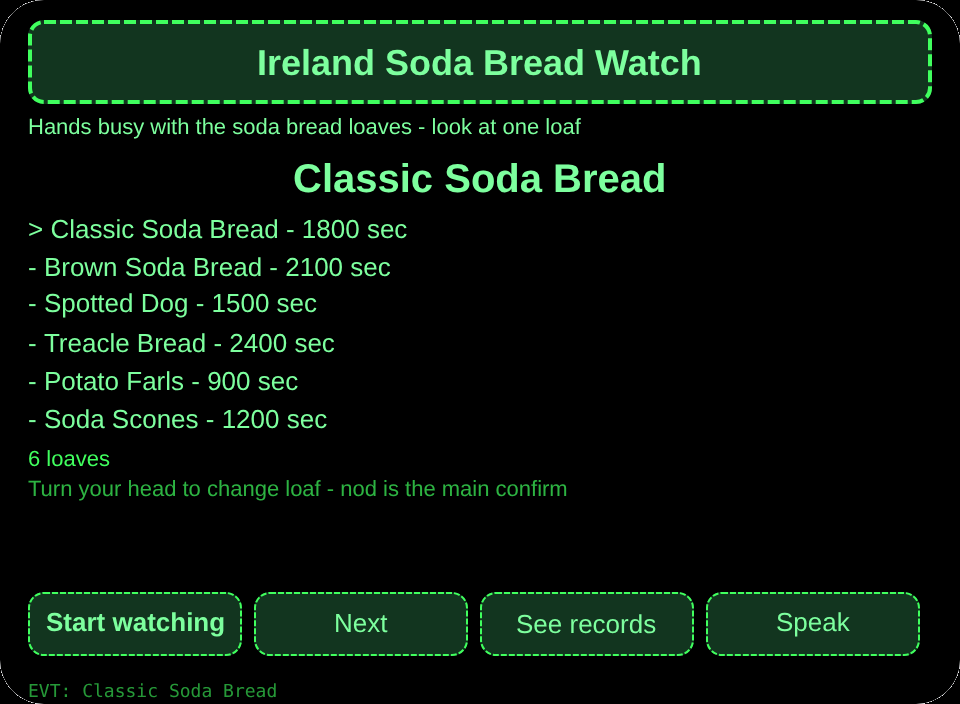 Ireland Soda Bread Watch
Hands busy with the soda bread loaves - look at one loaf
Classic Soda Bread
> Classic Soda Bread - 1800 sec
- Brown Soda Bread - 2100 sec
- Spotted Dog - 1500 sec
- Treacle Bread - 2400 sec
- Potato Farls - 900 sec
- Soda Scones - 1200 sec
6 loaves
Turn your head to change loaf - nod is the main confirm
Start watching
Next
See records
Speak
EVT: Classic Soda Bread